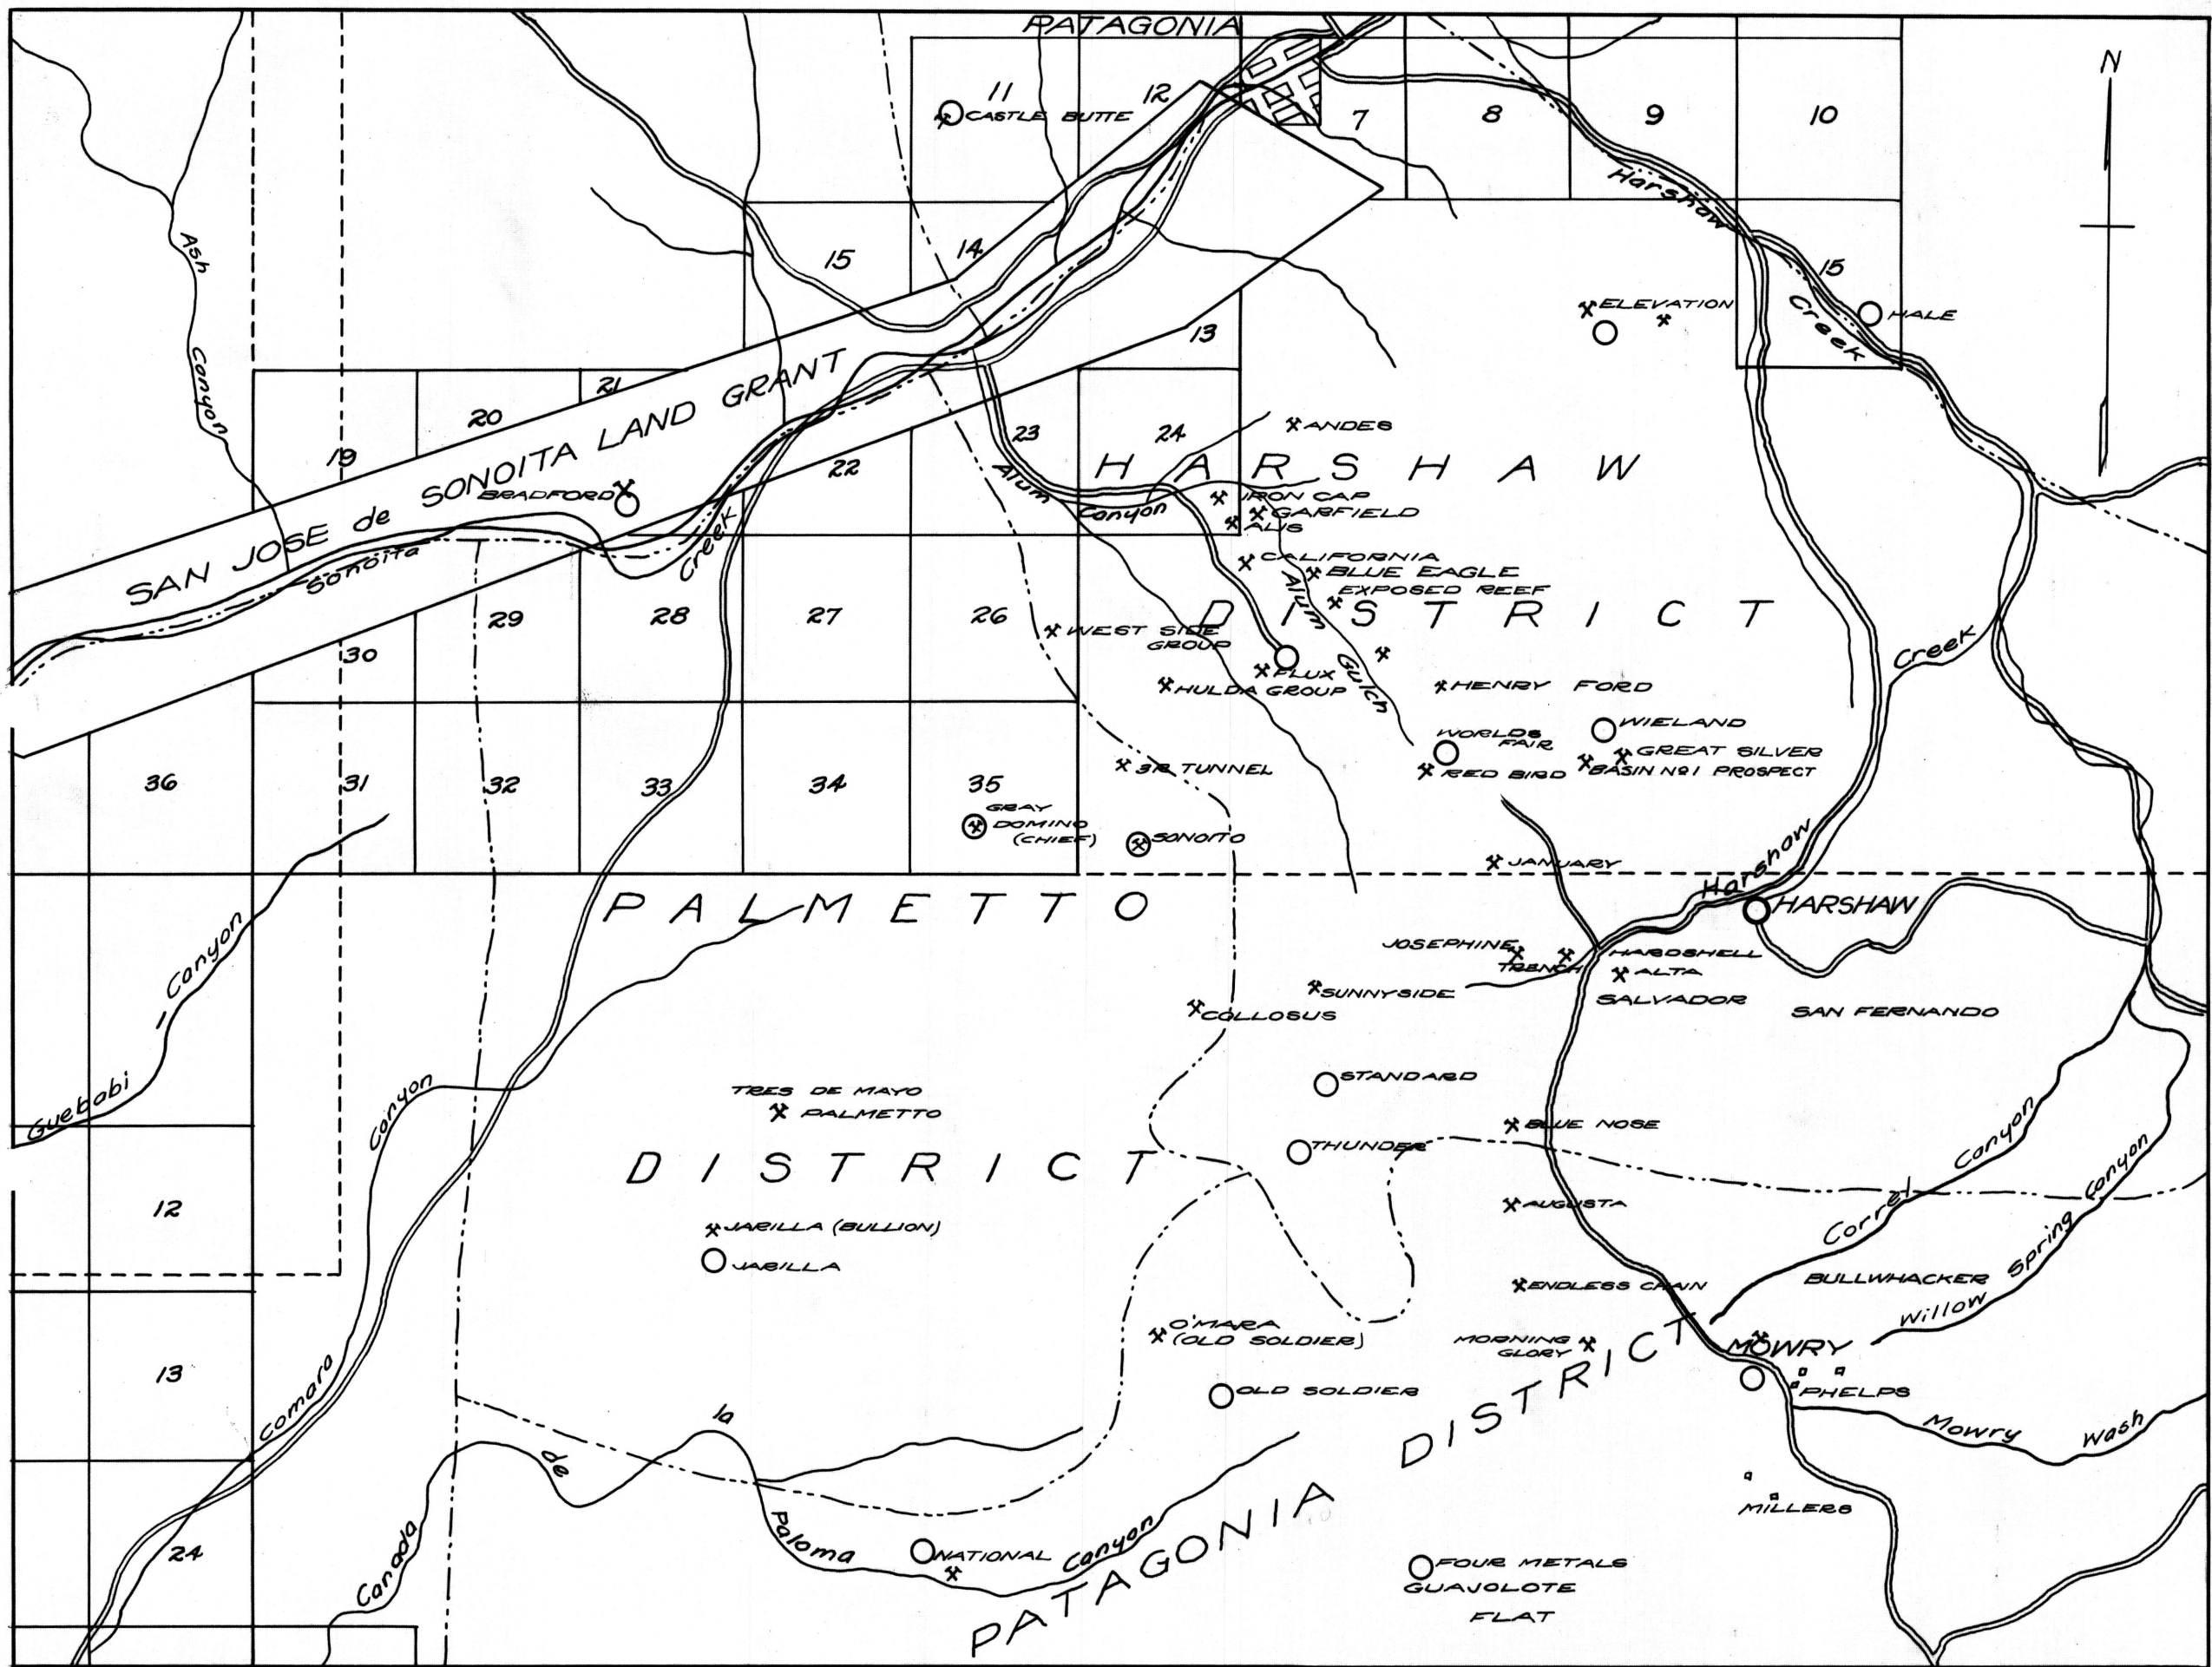 PATAGONIA
N
11
12
CASTLE BUTTE
7
8
9
10
Harshaw
Creek
15
HALE
Ash
Canyon
15
14
13
ELEVATION
19
20
21
22
23
24
SAN JOSE de SONOITA LAND GRANT
BRADFORD
Sonoita
Creek
Alum
Canyon
ANDES
HARSHAW
IRON CAP
GARFIELD
CALIFORNIA
BLUE EAGLE
EXPOSED REEF
DISTRICT
Alum
Gulch
30
29
28
27
26
WEST SIDE
GROUP
FLUX
HULDA GROUP
HENRY FORD
Creek
WIELAND
WORLDS
FAIR
GREAT SILVER
RED BIRD
BASIN No1 PROSPECT
36
31
32
33
34
35
3R TUNNEL
GRAY
DOMINO
(CHIEF)
SONOITO
JANUARY
Harshaw
HARSHAW
PALMETTO
JOSEPHINE
TRENCH
HARDSHELL
ALTA
SALVADOR
SUNNYSIDE
SAN FERNANDO
COLLOSUS
Guebabi
Canyon
Canyon
TRES DE MAYO
PALMETTO
STANDARD
BLUE NOSE
THUNDER
DISTRICT
12
AUGUSTA
JARILLA (BULLION)
JARILLA
Corral
Canyon
ENDLESS CHAIN
BULLWHACKER
Willow
Spring
Canyon
O'MARA
(OLD SOLDIER)
MORNING
GLORY
MOWRY
PHELPS
13
Comaro
OLD SOLDIER
Mowry
Wash
Canada
de
la
Paloma
Canyon
MILLERS
24
NATIONAL
PATAGONIA DISTRICT
FOUR METALS
GUAJOLOTE
FLAT